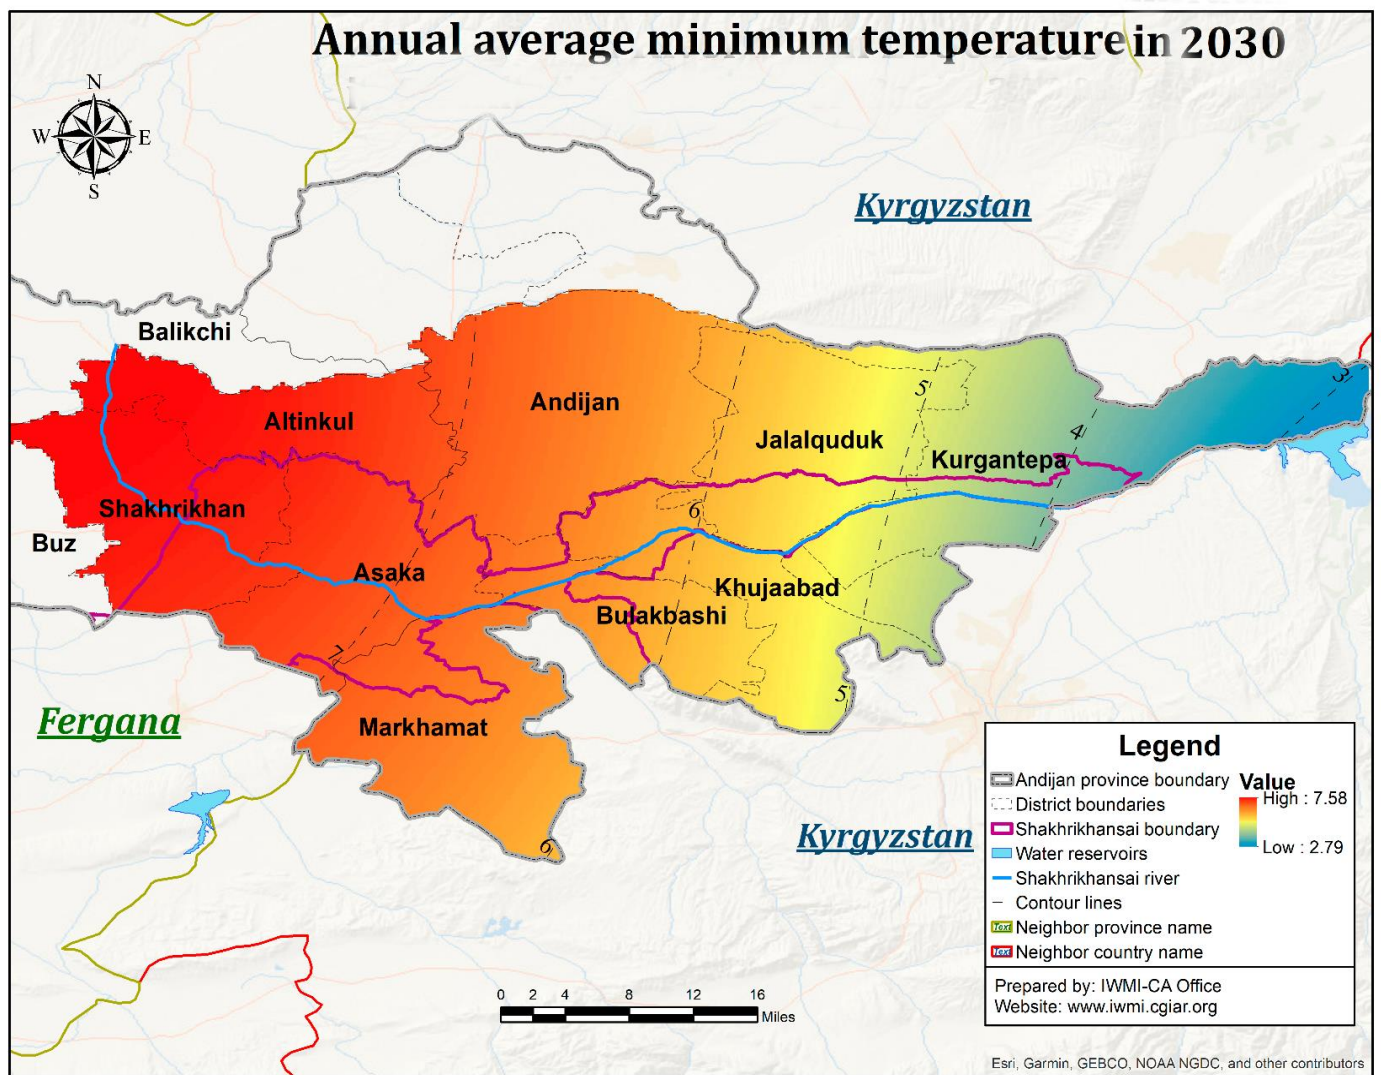 Annual average minimum temperature in 2030
N
W
E
S
Kyrgyzstan
Balikchi
Altinkul
Andijan
5
3
4
Jalalquduk
Kurgantepa
Shakhrikhan
6
Buz
Asaka
Khujaabad
Bulakbashi
7
5
Fergana
Markhamat
6
Kyrgyzstan
Legend
Andijan province boundary
District boundaries
Shakhrikhansai boundary
Water reservoirs
Shakhrikhansai river
Contour lines
Text Neighbor province name
Text Neighbor country name
Value
High : 7.58
Low : 2.79
Prepared by: IWMI-CA Office
Website: www.iwmi.cgiar.org
0 2 4 8 12 16
Miles
Esri, Garmin, GEBCO, NOAA NGDC, and other contributors